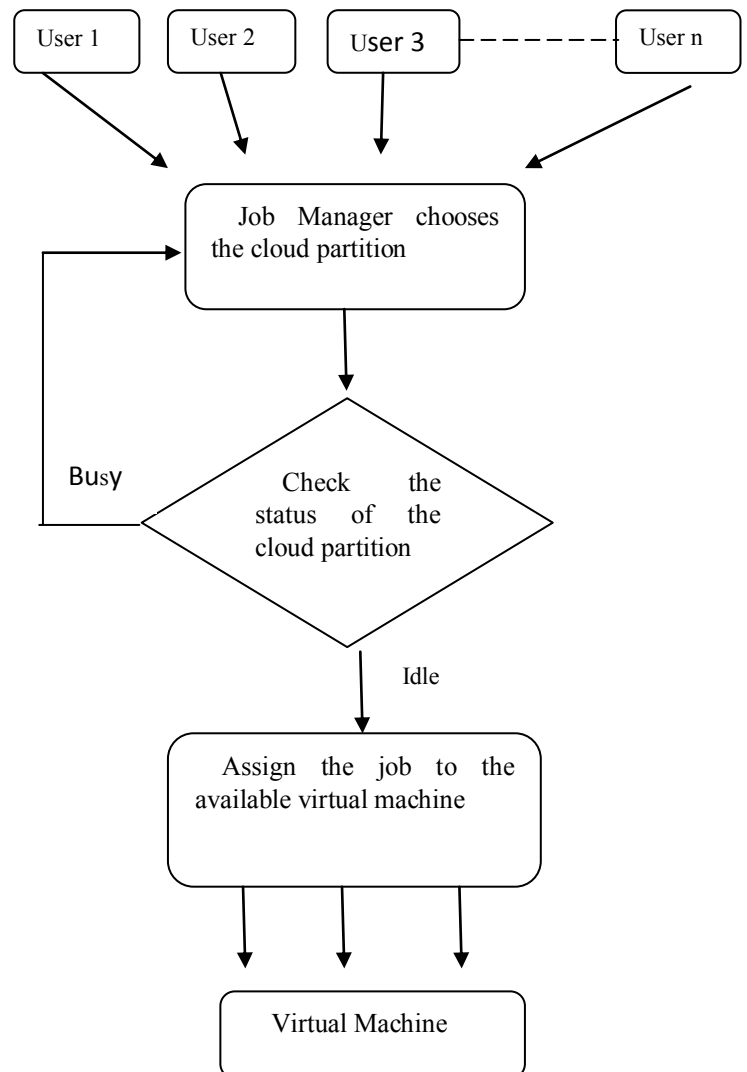 User 1
User 2
User 3
User n
Job Manager chooses
the cloud partition
Busy
Check the
status of the
cloud partition
Idle
Assign the job to the
available virtual machine
Virtual Machine